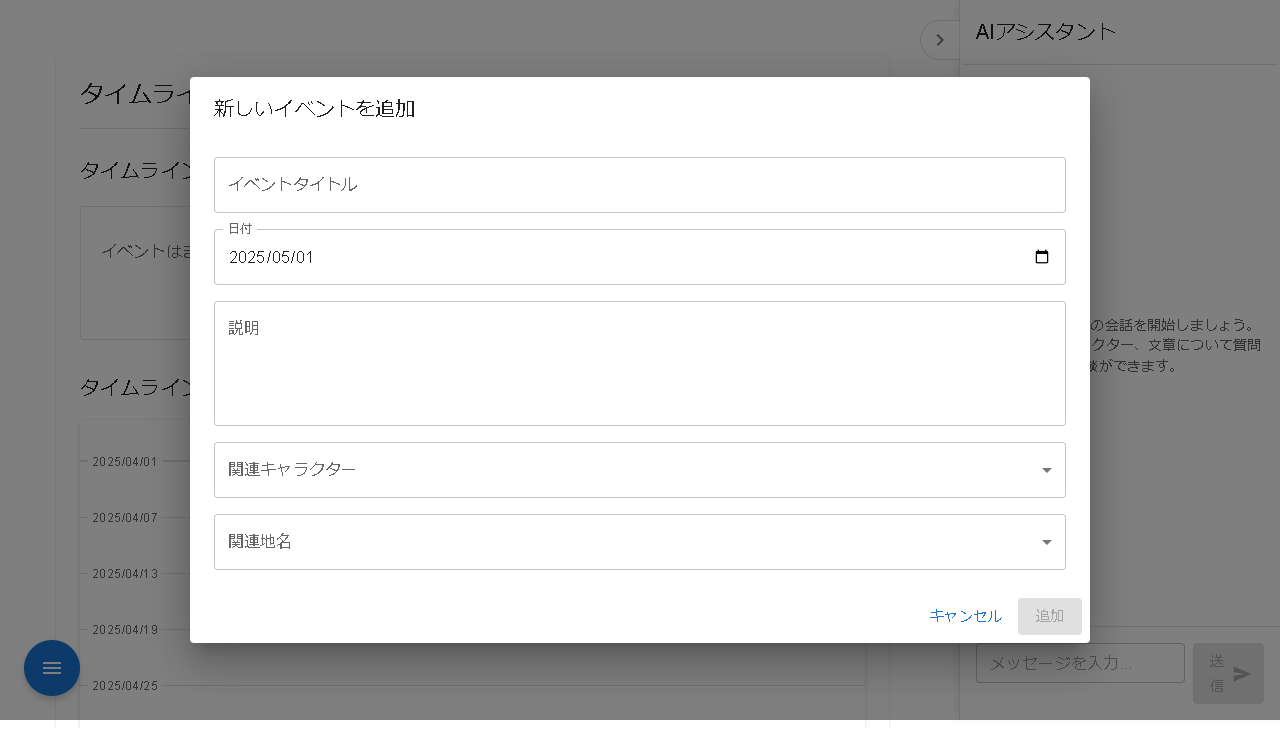 タイムライ
タイムライン
イベントはま
タイムライン
2025/04/01
2025/04/07
2025/04/13
2025/04/19
2025/04/25
新しいイベントを追加
イベントタイトル
日付
2025/05/01
説明
関連キャラクター
関連地名
キャンセル
追加
AIアシスタント
の会話を開始しましょう。
クター、文章について質問
談ができます。
メッセージを入力...
送信